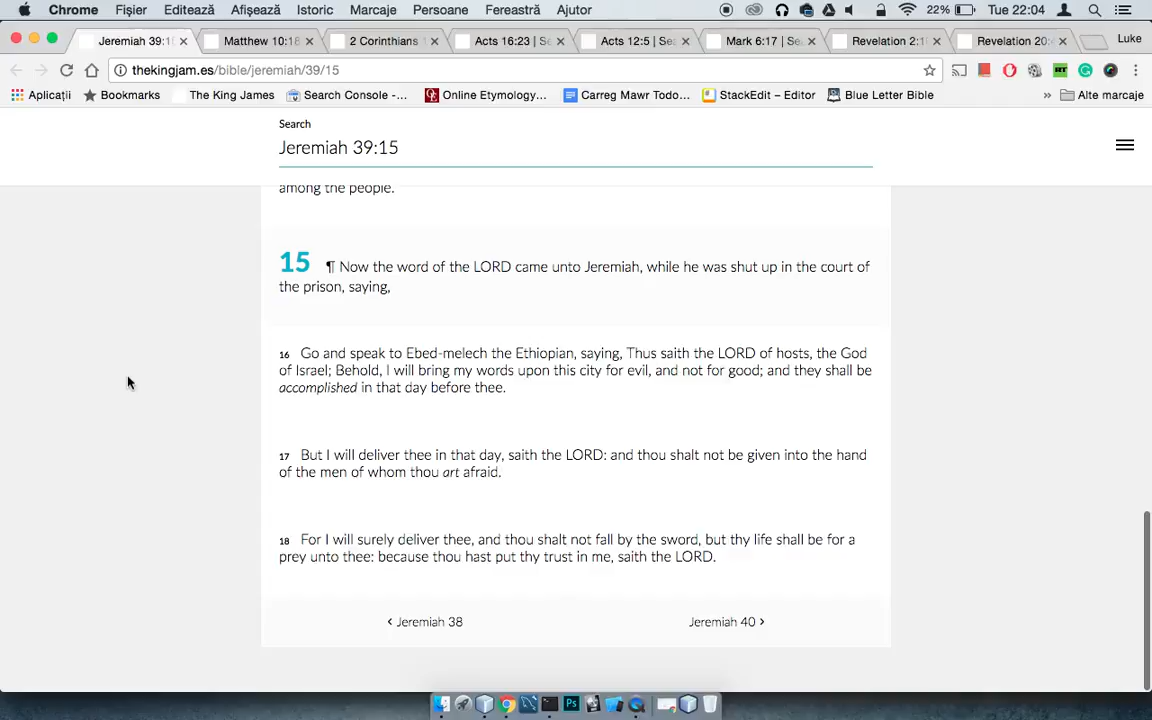 Chrome Fișier Editează Afișează Istoric Marcaje Persoane Fereastră Ajutor 22% Tue 22:04
Jeremiah 39:1 Matthew 10:18 2 Corinthians Acts 16:23 | Se Acts 12:5 | Sea Mark 6:17 | Sea Revelation 2:1 Revelation 20: Luke
thekingjam.es/bible/jeremiah/39/15
Aplicații Bookmarks The King James Search Console -... Online Etymology... Carreg Mawr Todo... StackEdit – Editor Blue Letter Bible » Alte marcaje
Search
Jeremiah 39:15
among the people.
15 ¶ Now the word of the LORD came unto Jeremiah, while he was shut up in the court of
the prison, saying,
16 Go and speak to Ebed-melech the Ethiopian, saying, Thus saith the LORD of hosts, the God
of Israel; Behold, I will bring my words upon this city for evil, and not for good; and they shall be
accomplished in that day before thee.
17 But I will deliver thee in that day, saith the LORD: and thou shalt not be given into the hand
of the men of whom thou art afraid.
18 For I will surely deliver thee, and thou shalt not fall by the sword, but thy life shall be for a
prey unto thee: because thou hast put thy trust in me, saith the LORD.
‹ Jeremiah 38 Jeremiah 40 ›
Ps